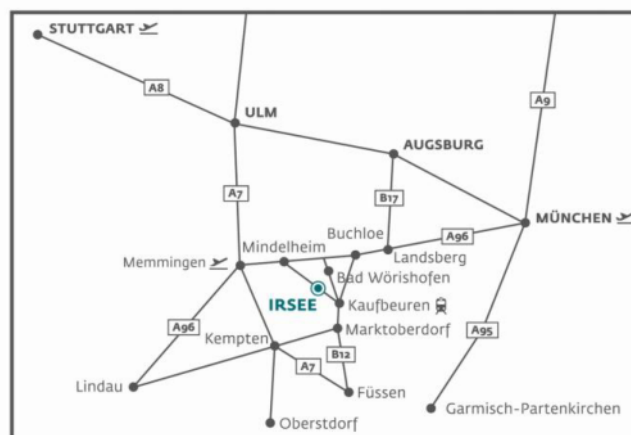 STUTTGART
A8
A9
ULM
AUGSBURG
A7
B17
MÜNCHEN
A96
Buchloe
Mindelheim
Landsberg
Memmingen
Bad Wörishofen
IRSEE
Kaufbeuren
A96
Marktoberdorf
A95
Kempten
B12
A7
Lindau
Füssen
Garmisch-Partenkirchen
Oberstdorf